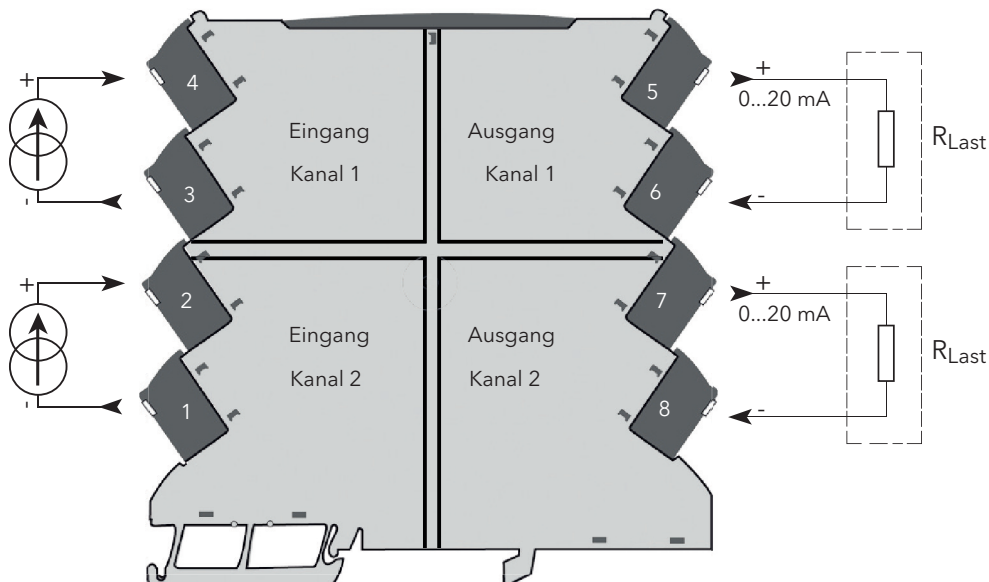 +
4
Eingang
Kanal 1
3
-
+
2
Eingang
Kanal 2
1
-
Ausgang
Kanal 1
5
+
0...20 mA
RLast
6
-
Ausgang
Kanal 2
7
+
0...20 mA
RLast
8
-